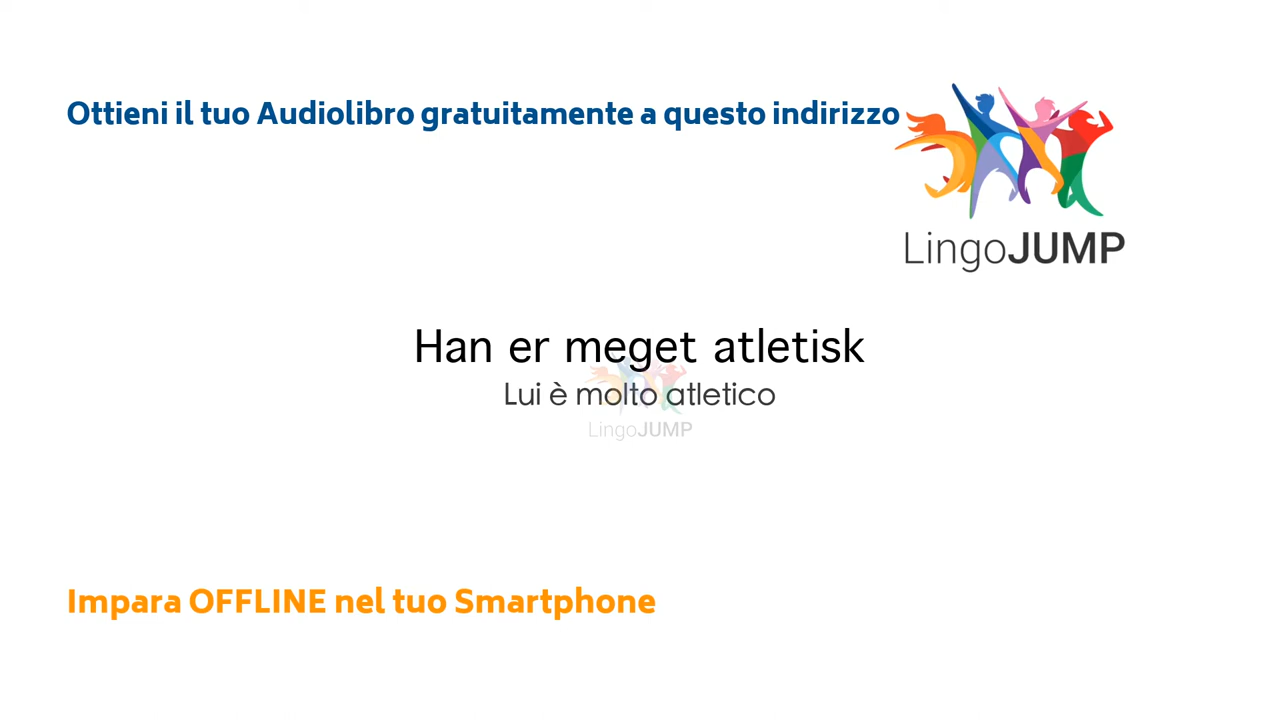 Ottieni il tuo Audiolibro gratuitamente a questo indirizzo
LingoJUMP
Han er meget atletisk
Lui è molto atletico
LingoJUMP
Impara OFFLINE nel tuo Smartphone